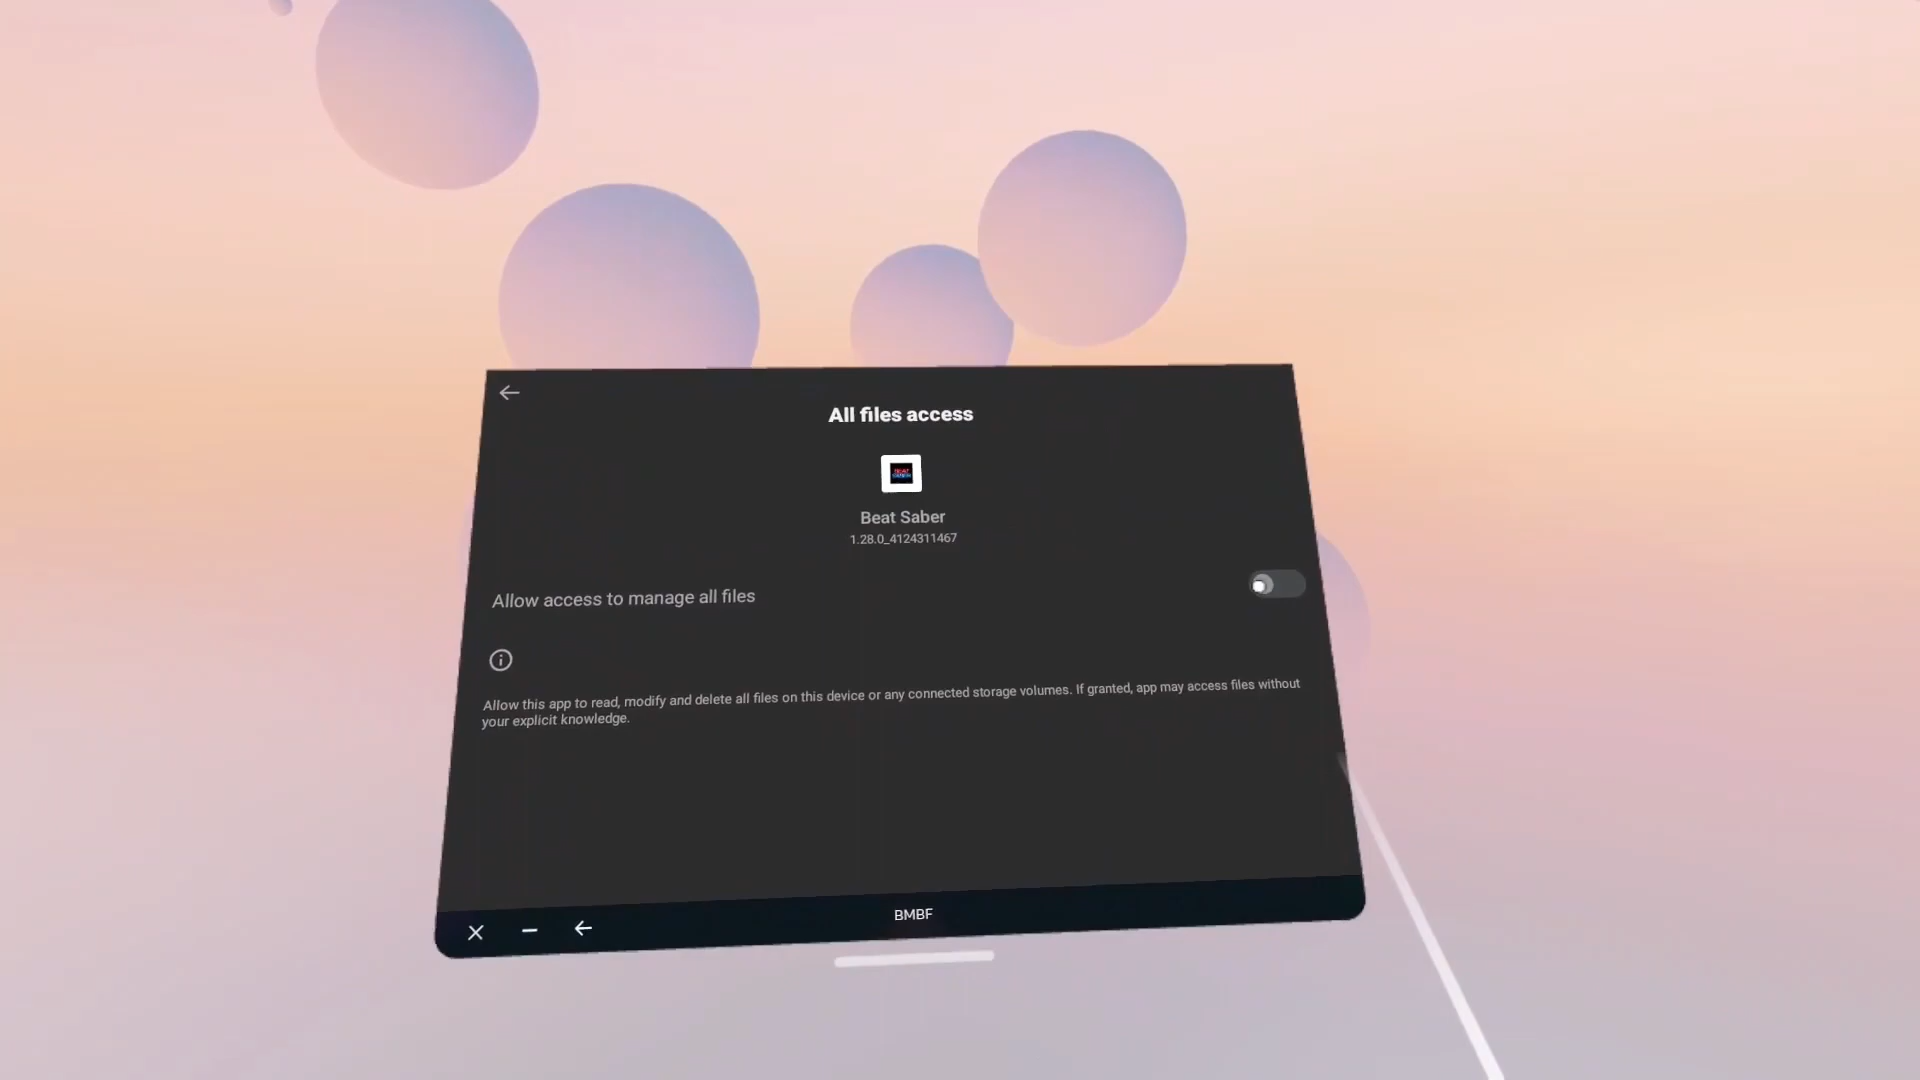 All files access
Beat Saber
1.28.0_4124311467
Allow access to manage all files
Allow this app to read, modify and delete all files on this device or any connected storage volumes. If granted, app may access files without
your explicit knowledge.
BMBF